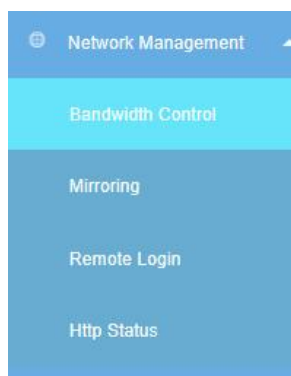 Network Management
Bandwidth Control
Mirroring
Remote Login
Http Status